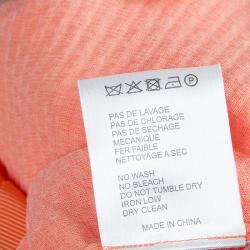 PAS DE LAVAGE
PAS DE CHLORAGE
PAS DE SECHAGE
MECANIQUE
FER FAIBLE
NETTOYAGE A SEC
NO WASH
NO BLEACH
DO NOT TUMBLE DRY
IRON LOW
DRY CLEAN
MADE IN CHINA